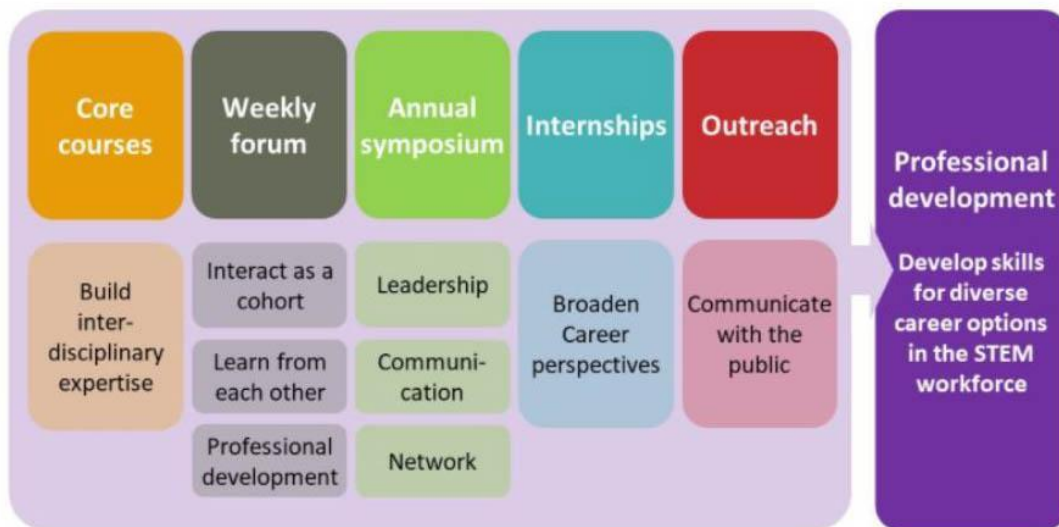 Core
courses
Weekly
forum
Annual
symposium
Internships
Outreach
Build
inter-
disciplinary
expertise
Interact as a
cohort
Learn from
each other
Professional
development
Leadership
Communi-
cation
Network
Broaden
Career
perspectives
Communicate
with the
public
Professional
development
Develop skills
for diverse
career options
in the STEM
workforce